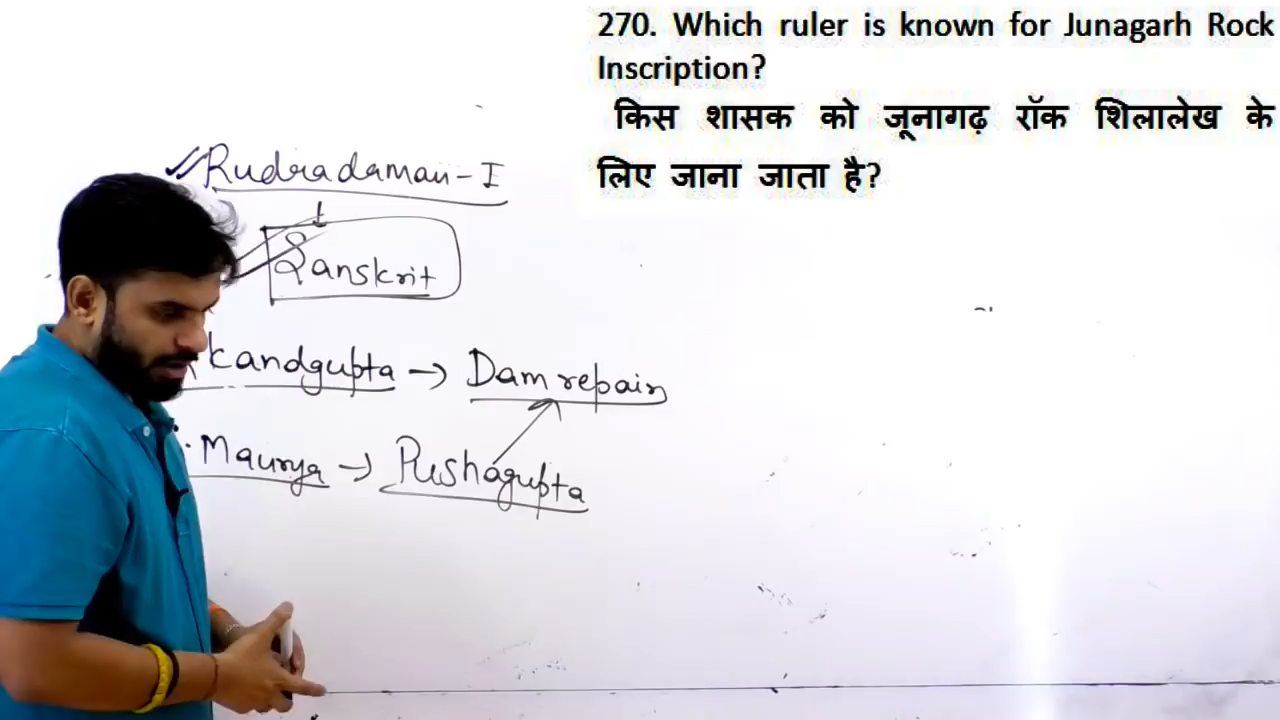 270. Which ruler is known for Junagarh Rock
Inscription?
किस शासक को जूनागढ़ रॉक शिलालेख के
लिए जाना जाता है?
Rudradaman-I
Sanskrit
kandgupta → Dam repair
. Maurya → Pushagupta